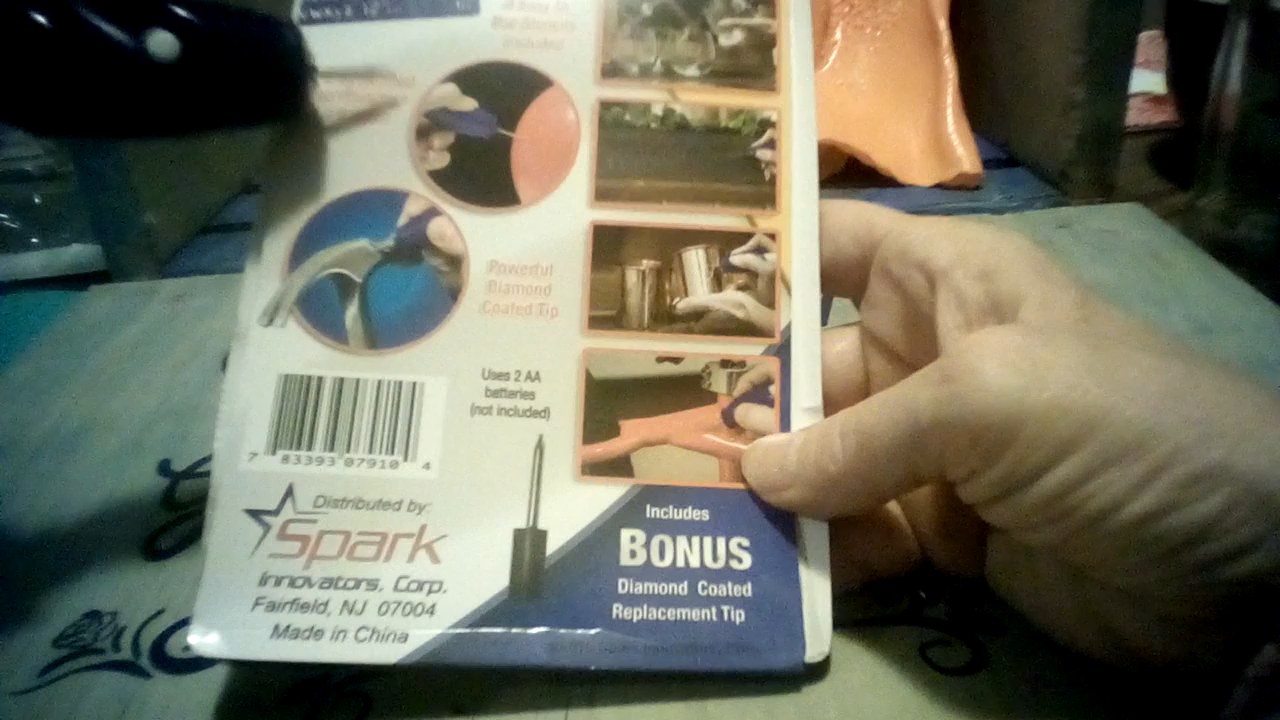 Included
Powerful
Diamond
Coated Tip
Uses 2 AA
batteries
(not included)
7 83393 07910 4
Distributed by:
Spark
Innovators, Corp.
Fairfield, NJ 07004
Made in China
Includes
BONUS
Diamond Coated
Replacement Tip